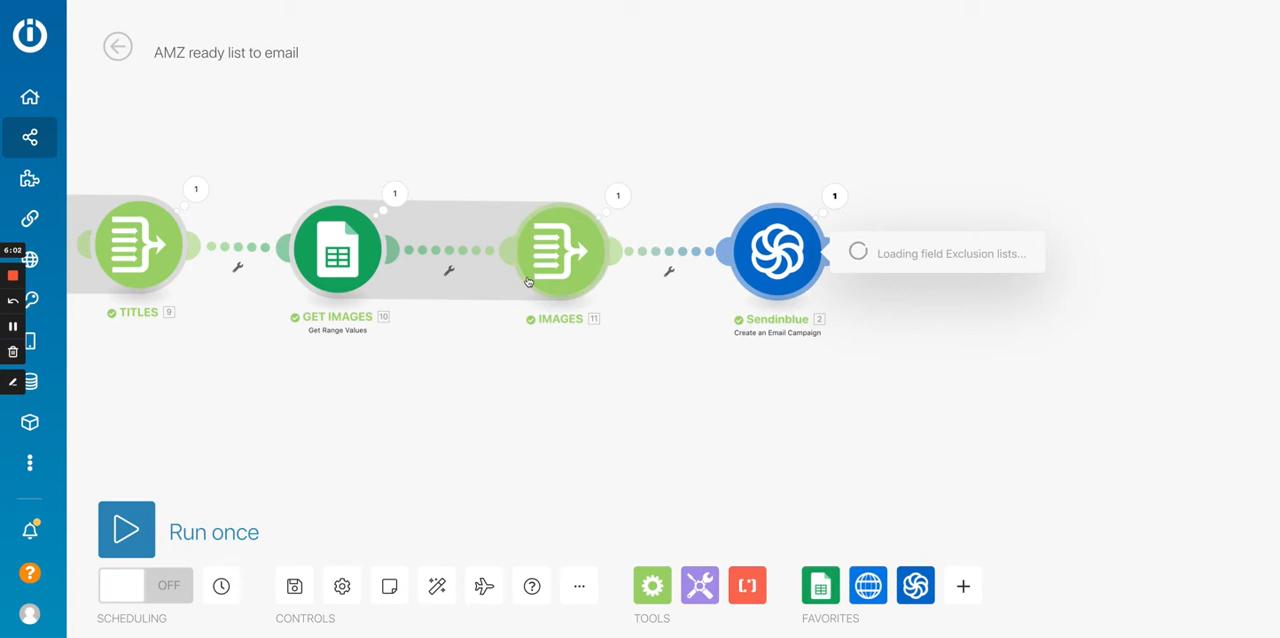 AMZ ready list to email
1
1
1
1
6:02
Loading field Exclusion lists...
TITLES 9
GET IMAGES 10
Get Range Values
IMAGES 11
Sendinblue 2
Create an Email Campaign
Run once
OFF
SCHEDULING
CONTROLS
TOOLS
FAVORITES